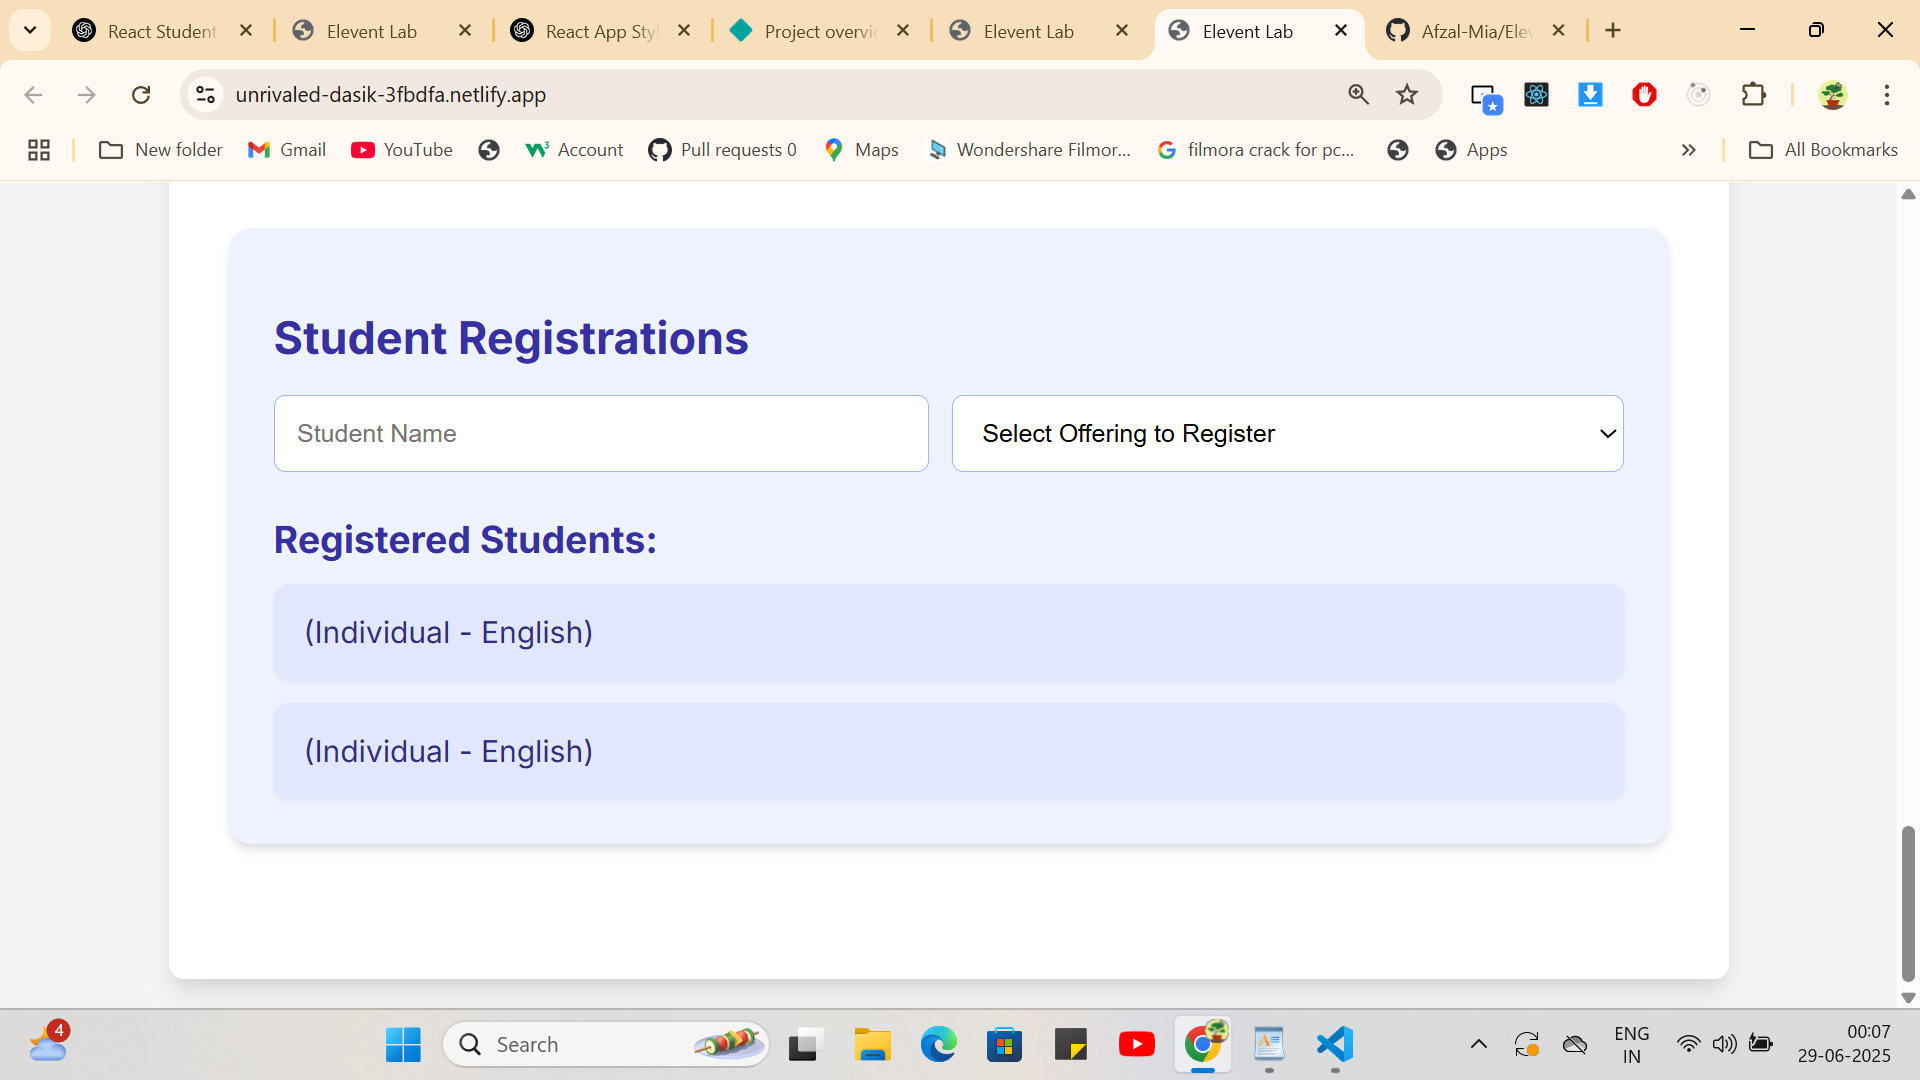 React Student
Elevent Lab
React App Sty
Project overvie
Elevent Lab
Elevent Lab
Afzal-Mia/Elev
unrivaled-dasik-3fbdfa.netlify.app
New folder
Gmail
YouTube
Account
Pull requests 0
Maps
Wondershare Filmor...
filmora crack for pc...
Apps
All Bookmarks
Student Registrations
Student Name
Select Offering to Register
Registered Students:
(Individual - English)
(Individual - English)
4
Search
ENG
IN
00:07
29-06-2025